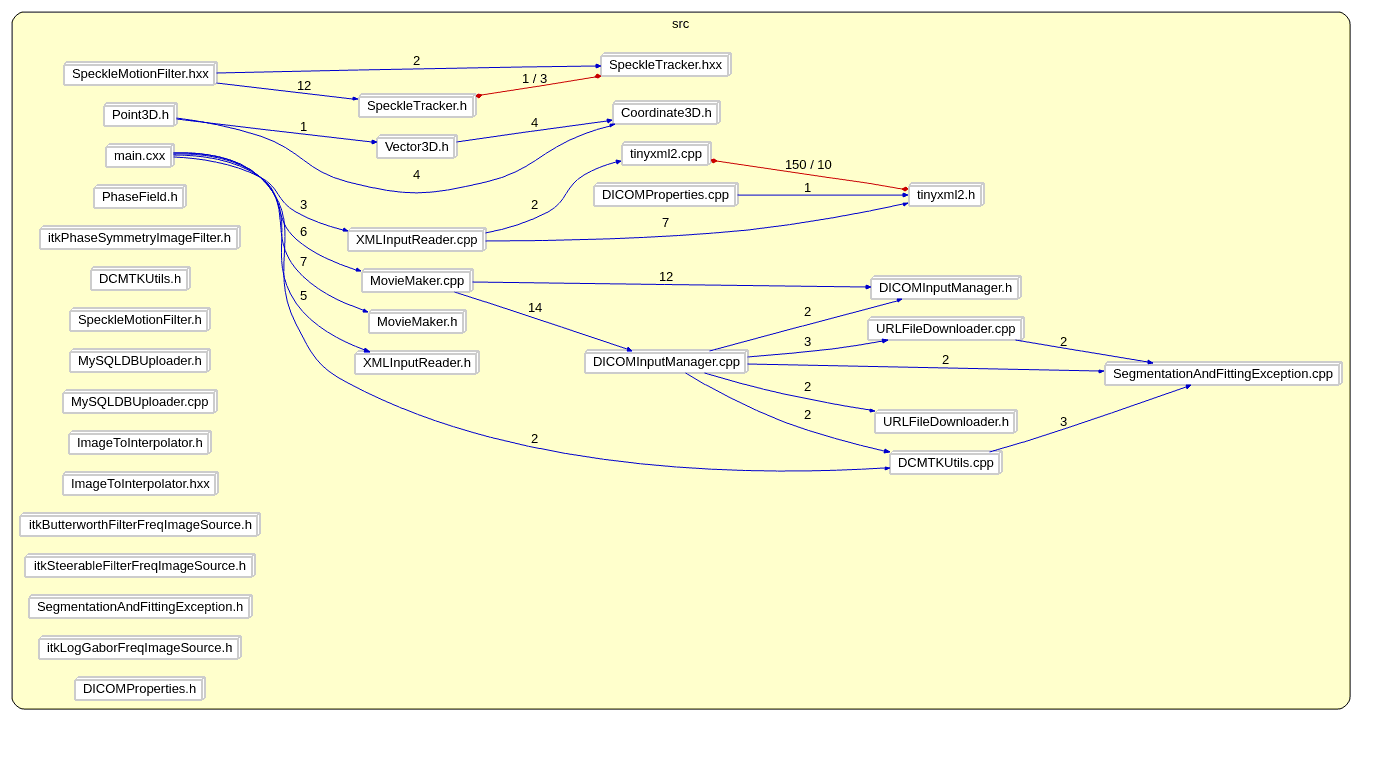 src
SpeckleMotionFilter.hxx
2
SpeckleTracker.hxx
12
1 / 3
SpeckleTracker.h
Point3D.h
1
Vector3D.h
4
Coordinate3D.h
4
main.cxx
tinyxml2.cpp
150 / 10
PhaseField.h
DICOMProperties.cpp
1
tinyxml2.h
3
2
7
itkPhaseSymmetryImageFilter.h
6
XMLInputReader.cpp
7
DCMTKUtils.h
MovieMaker.cpp
12
DICOMInputManager.h
5
14
2
SpeckleMotionFilter.h
MovieMaker.h
URLFileDownloader.cpp
3
2
MySQLDBUploader.h
XMLInputReader.h
DICOMInputManager.cpp
2
SegmentationAndFittingException.cpp
2
MySQLDBUploader.cpp
2
URLFileDownloader.h
3
ImageToInterpolator.h
2
DCMTKUtils.cpp
ImageToInterpolator.hxx
itkButterworthFilterFreqImageSource.h
itkSteerableFilterFreqImageSource.h
SegmentationAndFittingException.h
itkLogGaborFreqImageSource.h
DICOMProperties.h